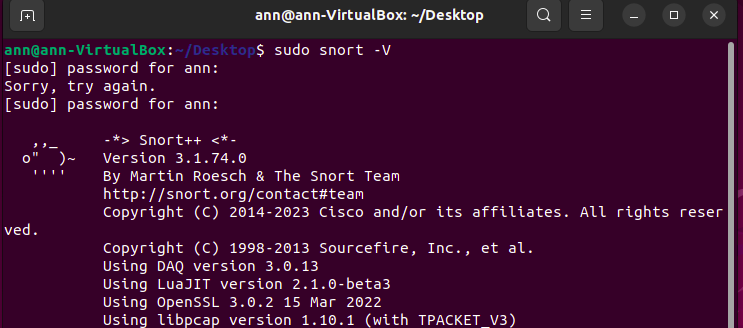 ann@ann-VirtualBox: ~/Desktop
ann@ann-VirtualBox:~/Desktop$ sudo snort -V
[sudo] password for ann:
Sorry, try again.
[sudo] password for ann:
   ,,_     -*> Snort++ <*-
  o"  )~   Version 3.1.74.0
   ''''    By Martin Roesch & The Snort Team
           http://snort.org/contact#team
           Copyright (C) 2014-2023 Cisco and/or its affiliates. All rights reser
ved.
           Copyright (C) 1998-2013 Sourcefire, Inc., et al.
           Using DAQ version 3.0.13
           Using LuaJIT version 2.1.0-beta3
           Using OpenSSL 3.0.2 15 Mar 2022
           Using libpcap version 1.10.1 (with TPACKET_V3)